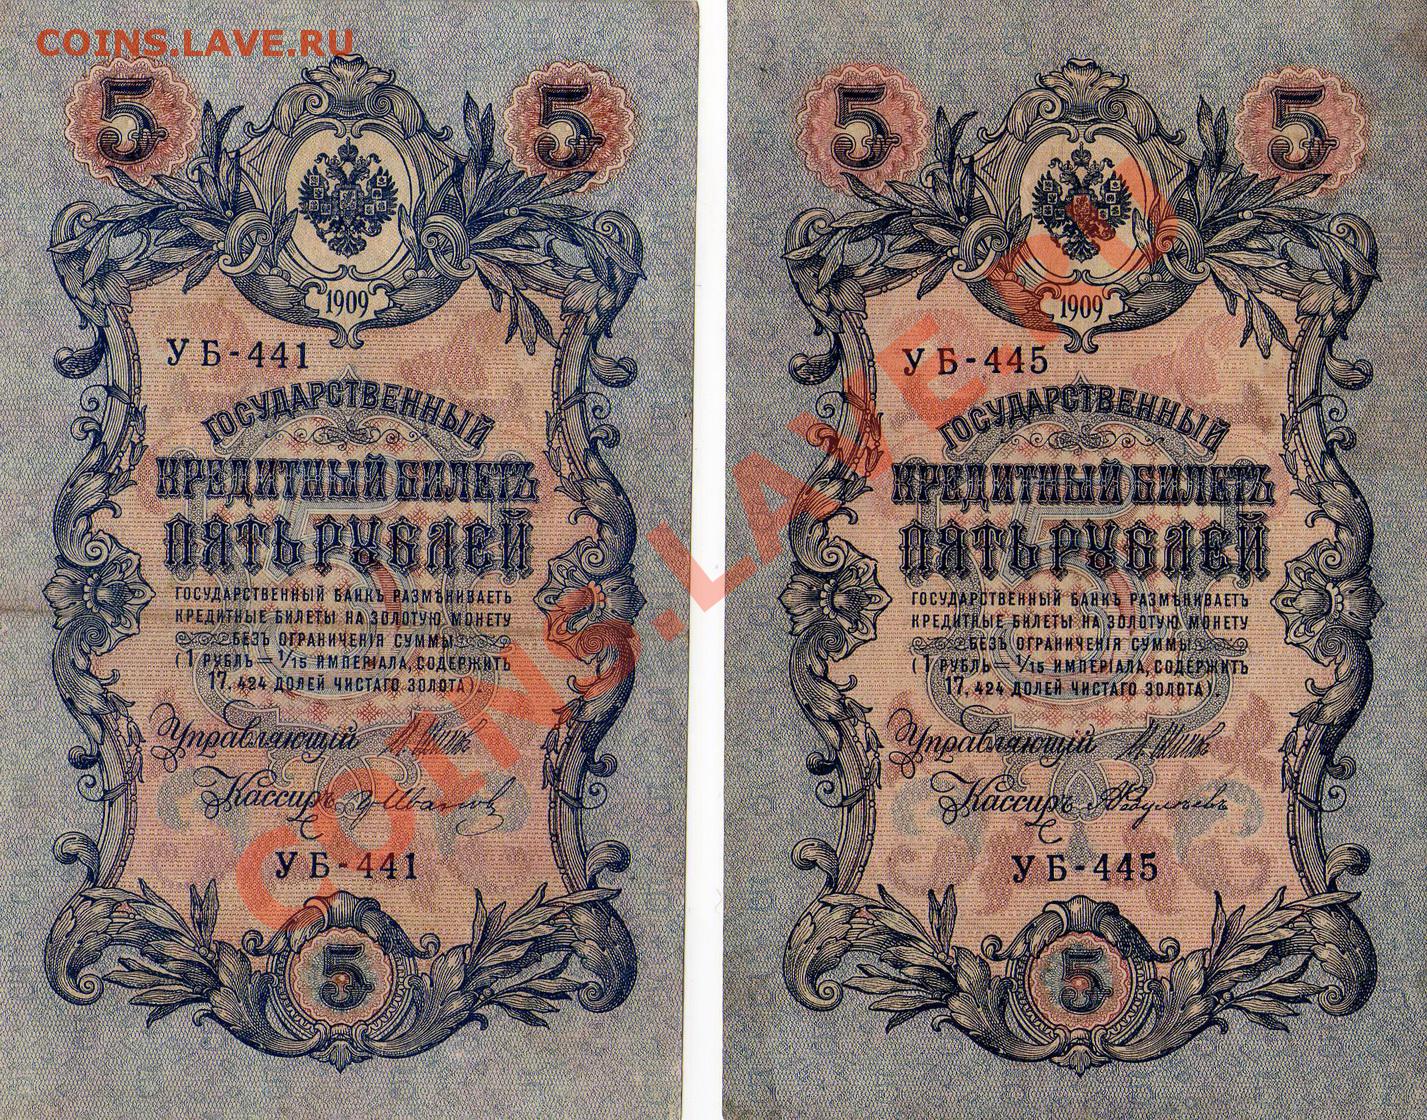 COINS.LAVE.RU
5 5
1909
УБ-441
ГОСУДАРСТВЕННЫЙ
КРЕДИТНЫЙ БИЛЕТЪ
ПЯТЬ РУБЛЕЙ
ГОСУДАРСТВЕННЫЙ БАНКЪ РАЗМѢНИВАЕТЪ
КРЕДИТНЫЕ БИЛЕТЫ НА ЗОЛОТУЮ МОНЕТУ
БЕЗЪ ОГРАНИЧЕНІЯ СУММЫ
(1 РУБЛЬ = 1/15 ИМПЕРІАЛА, СОДЕРЖИТЪ
17,424 ДОЛЕЙ ЧИСТАГО ЗОЛОТА).
Управляющій
Кассиръ
УБ-441
5
5 5
1909
УБ-445
ГОСУДАРСТВЕННЫЙ
КРЕДИТНЫЙ БИЛЕТЪ
ПЯТЬ РУБЛЕЙ
ГОСУДАРСТВЕННЫЙ БАНКЪ РАЗМѢНИВАЕТЪ
КРЕДИТНЫЕ БИЛЕТЫ НА ЗОЛОТУЮ МОНЕТУ
БЕЗЪ ОГРАНИЧЕНІЯ СУММЫ
(1 РУБЛЬ = 1/15 ИМПЕРІАЛА, СОДЕРЖИТЪ
17,424 ДОЛЕЙ ЧИСТАГО ЗОЛОТА).
Управляющій
Кассиръ
УБ-445
5
COINS.LAVE.RU